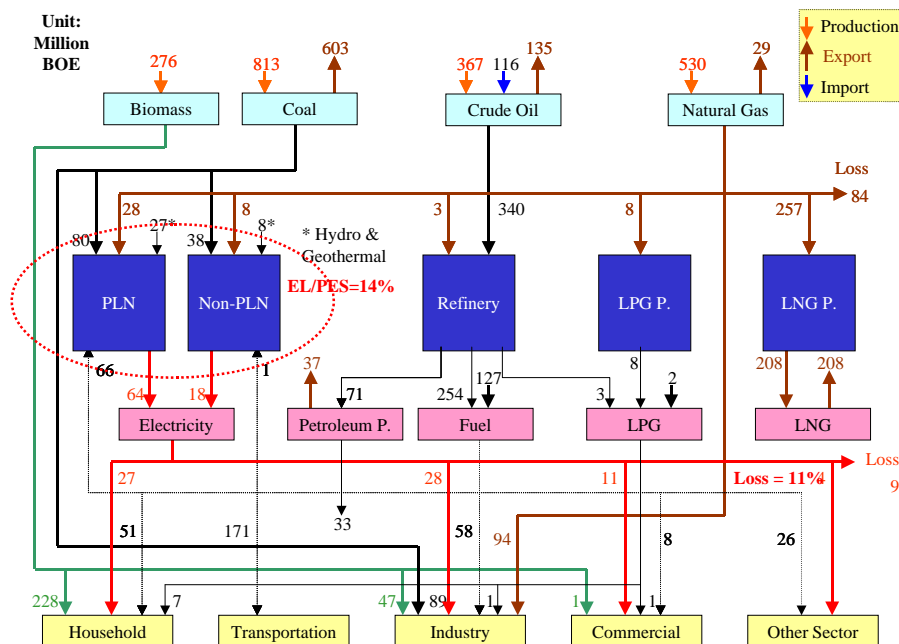 Unit:
Million
BOE
276
813
603
367
116
135
530
29
Production
Export
Import
Biomass
Coal
Crude Oil
Natural Gas
Loss
84
28
27*
8
8*
3
340
8
257
80
38
* Hydro &
Geothermal
EL/PES=14%
PLN
Non-PLN
Refinery
LPG P.
LNG P.
66
1
37
127
8
2
208
208
64
18
71
254
3
Electricity
Petroleum P.
Fuel
LPG
LNG
27
28
11
Loss = 11%
4
Loss
9
33
51
171
58
94
8
26
228
7
47
89
1
1
1
Household
Transportation
Industry
Commercial
Other Sector